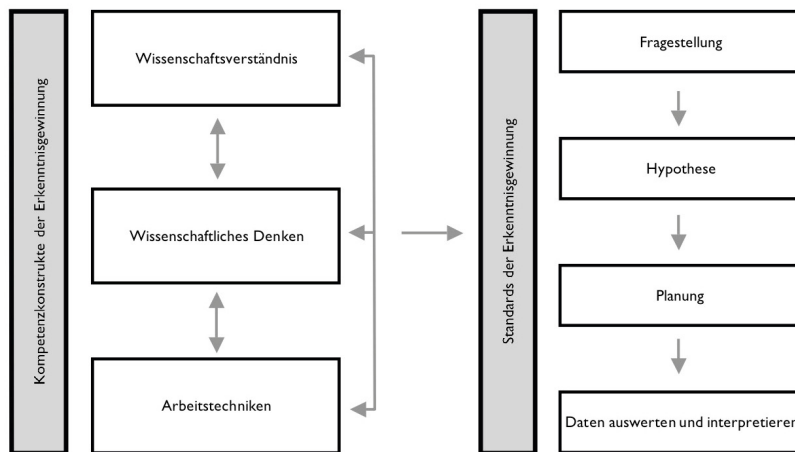 Kompetenzkonstrukte der Erkenntnisgewinnung
Wissenschaftsverständnis
Wissenschaftliches Denken
Arbeitstechniken
Standards der Erkenntnisgewinnung
Fragestellung
Hypothese
Planung
Daten auswerten und interpretieren